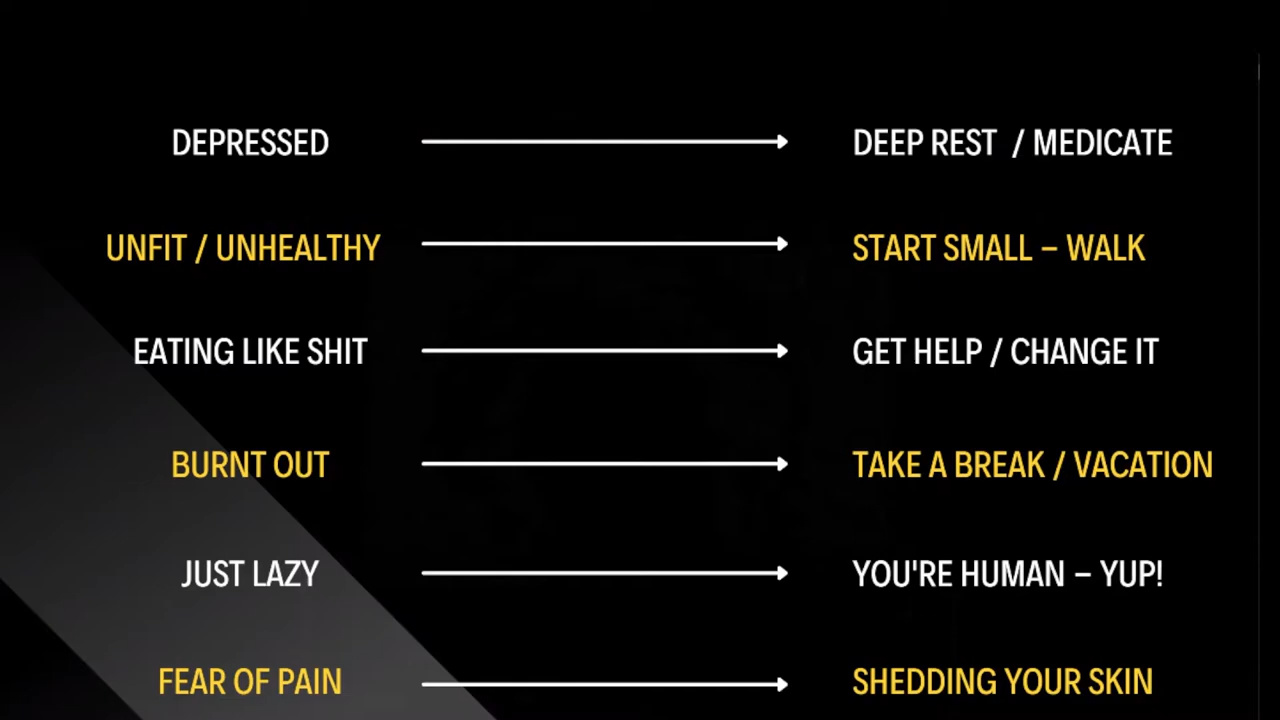 DEPRESSED DEEP REST / MEDICATE
UNFIT / UNHEALTHY START SMALL – WALK
EATING LIKE SHIT GET HELP / CHANGE IT
BURNT OUT TAKE A BREAK / VACATION
JUST LAZY YOU'RE HUMAN – YUP!
FEAR OF PAIN SHEDDING YOUR SKIN